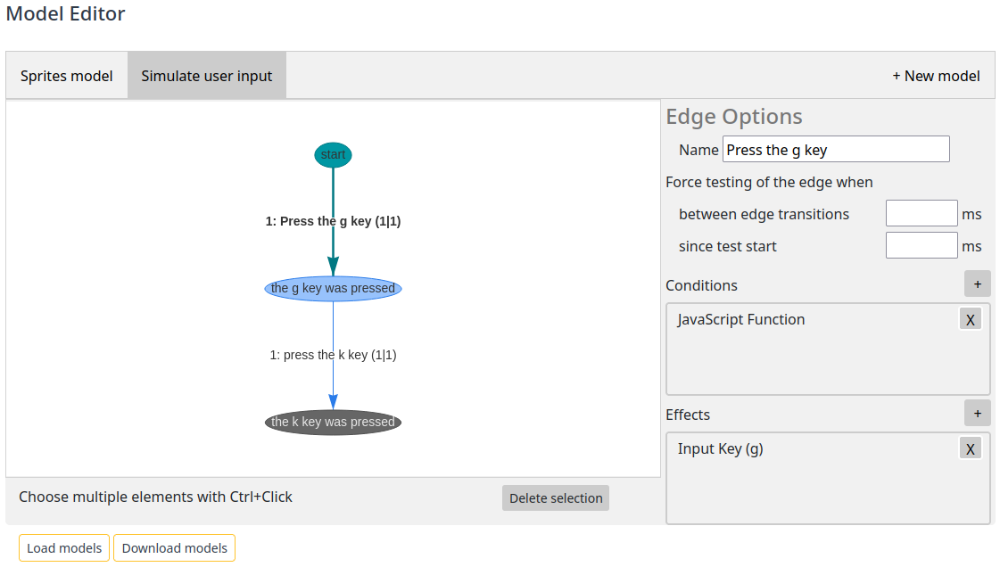 Model Editor
Sprites model
Simulate user input
+ New model
start
1: Press the g key (1|1)
the g key was pressed
1: press the k key (1|1)
the k key was pressed
Choose multiple elements with Ctrl+Click
Delete selection
Edge Options
Name Press the g key
Force testing of the edge when
between edge transitions ms
since test start ms
Conditions +
JavaScript Function X
Effects +
Input Key (g) X
Load models
Download models